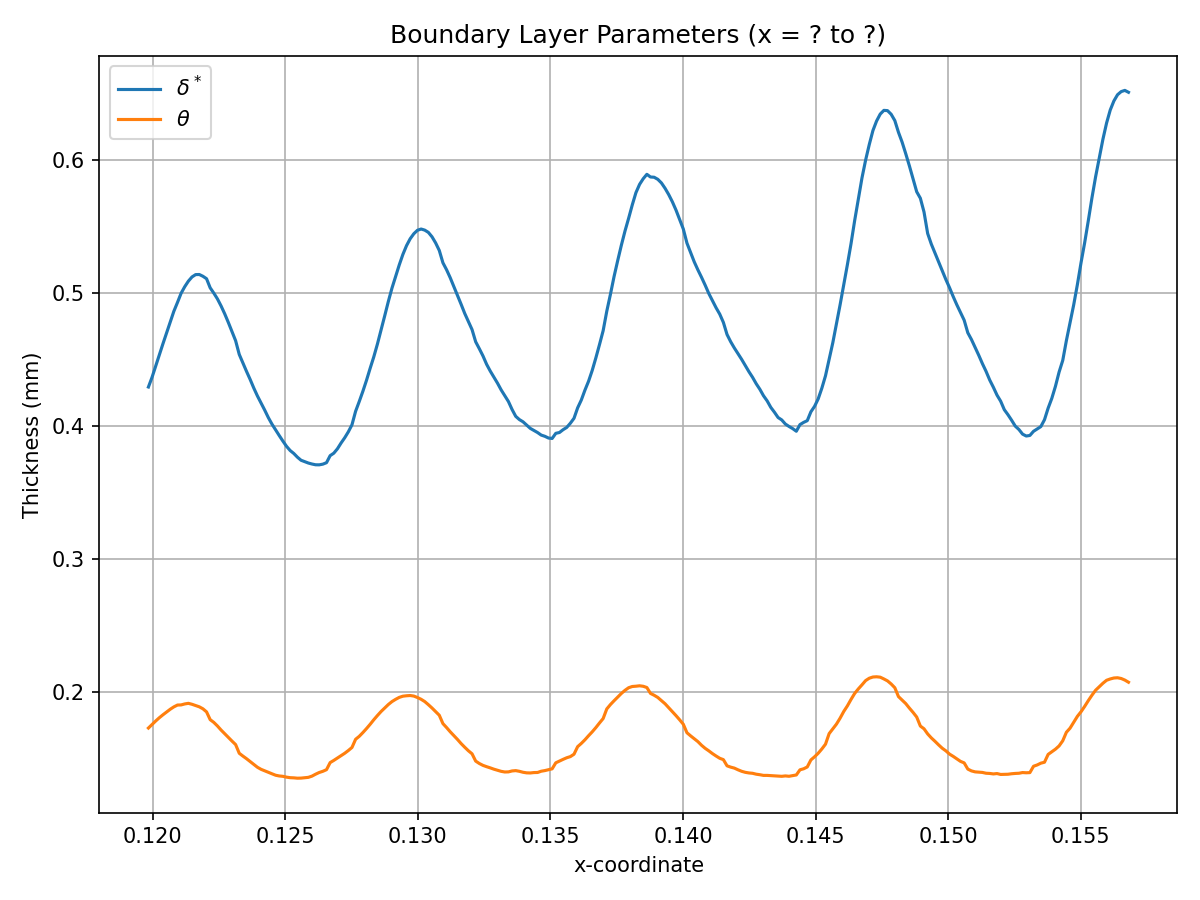 Boundary Layer Parameters (x = ? to ?)
δ*
θ
0.6
0.5
0.4
0.3
0.2
Thickness (mm)
0.120 0.125 0.130 0.135 0.140 0.145 0.150 0.155
x-coordinate